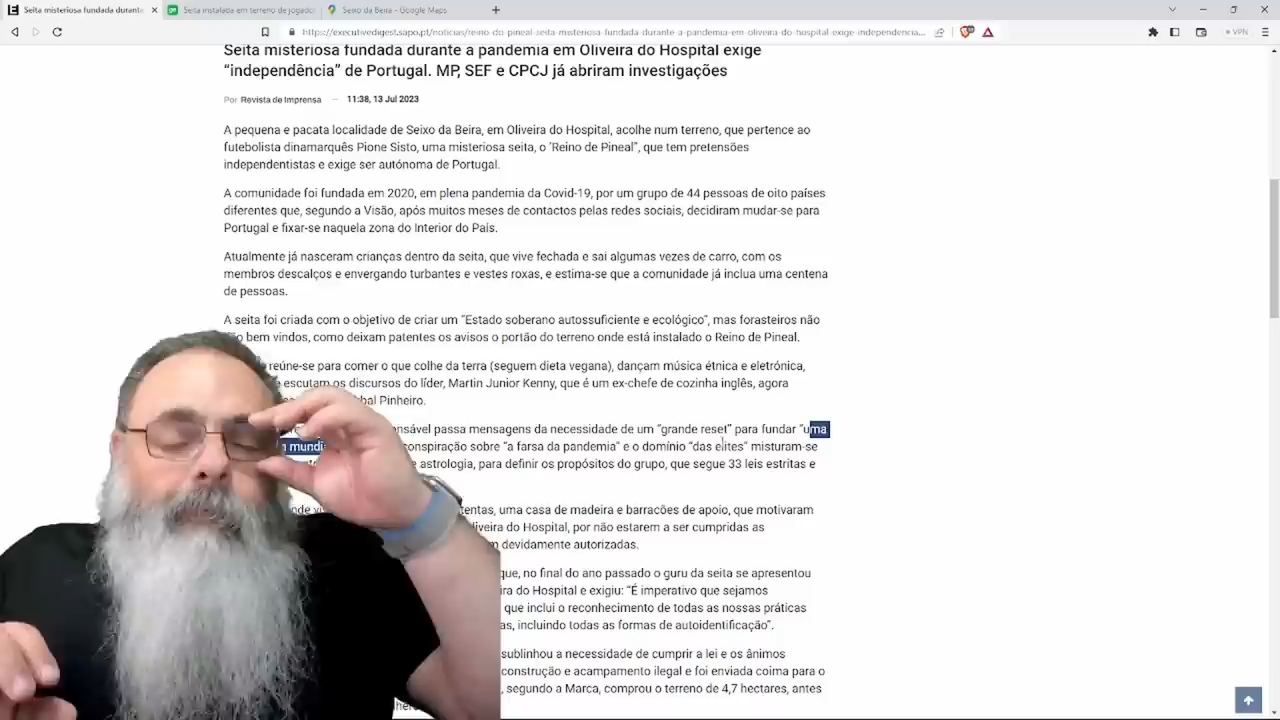 Seita misteriosa fundada durante
Seita instalada em terreno de jogador
Seixo da Beira - Google Maps
https://executivedigest.sapo.pt/noticias/reino-do-pineal-seita-misteriosa-fundada-durante-a-pandemia-em-oliveira-do-hospital-exige-independencia...
VPN
Seita misteriosa fundada durante a pandemia em Oliveira do Hospital exige
“independência” de Portugal. MP, SEF e CPCJ já abriram investigações
Por Revista de Imprensa — 11:38, 13 Jul 2023
A pequena e pacata localidade de Seixo da Beira, em Oliveira do Hospital, acolhe num terreno, que pertence ao
futebolista dinamarquês Pione Sisto, uma misteriosa seita, o ‘Reino de Pineal”, que tem pretensões
independentistas e exige ser autónoma de Portugal.
A comunidade foi fundada em 2020, em plena pandemia da Covid-19, por um grupo de 44 pessoas de oito países
diferentes que, segundo a Visão, após muitos meses de contactos pelas redes sociais, decidiram mudar-se para
Portugal e fixar-se naquela zona do Interior do País.
Atualmente já nasceram crianças dentro da seita, que vive fechada e sai algumas vezes de carro, com os
membros descalços e envergando turbantes e vestes roxas, e estima-se que a comunidade já inclua uma centena
de pessoas.
A seita foi criada com o objetivo de criar um “Estado soberano autossuficiente e ecológico”, mas forasteiros não
são bem vindos, como deixam patentes os avisos o portão do terreno onde está instalado o Reino de Pineal.
reúne-se para comer o que colhe da terra (seguem dieta vegana), dançam música étnica e eletrónica,
e escutam os discursos do líder, Martin Junior Kenny, que é um ex-chefe de cozinha inglês, agora
Pinheiro.
passa mensagens da necessidade de um “grande reset” para fundar “uma
conspiração sobre “a farsa da pandemia” e o domínio “das elites” misturam-se
e astrologia, para definir os propósitos do grupo, que segue 33 leis estritas e
tentas, uma casa de madeira e barracões de apoio, que motivaram
Oliveira do Hospital, por não estarem a ser cumpridas as
devidamente autorizadas.
que, no final do ano passado o guru da seita se apresentou
do Hospital e exigiu: “É imperativo que sejamos
que inclui o reconhecimento de todas as nossas práticas
incluindo todas as formas de autoidentificação”.
sublinhou a necessidade de cumprir a lei e os ânimos
construção e acampamento ilegal e foi enviada coima para o
segundo a Marca, comprou o terreno de 4,7 hectares, antes